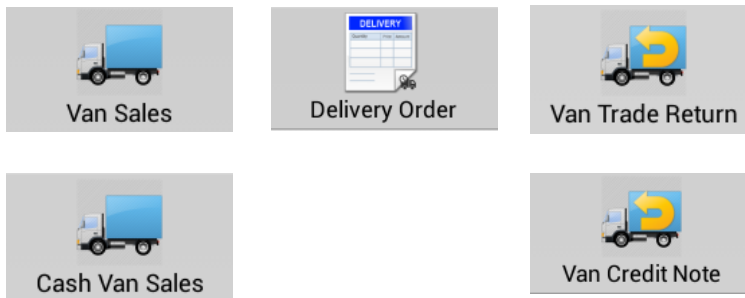 Van Sales
DELIVERY
Delivery Order
Van Trade Return
Cash Van Sales
Van Credit Note